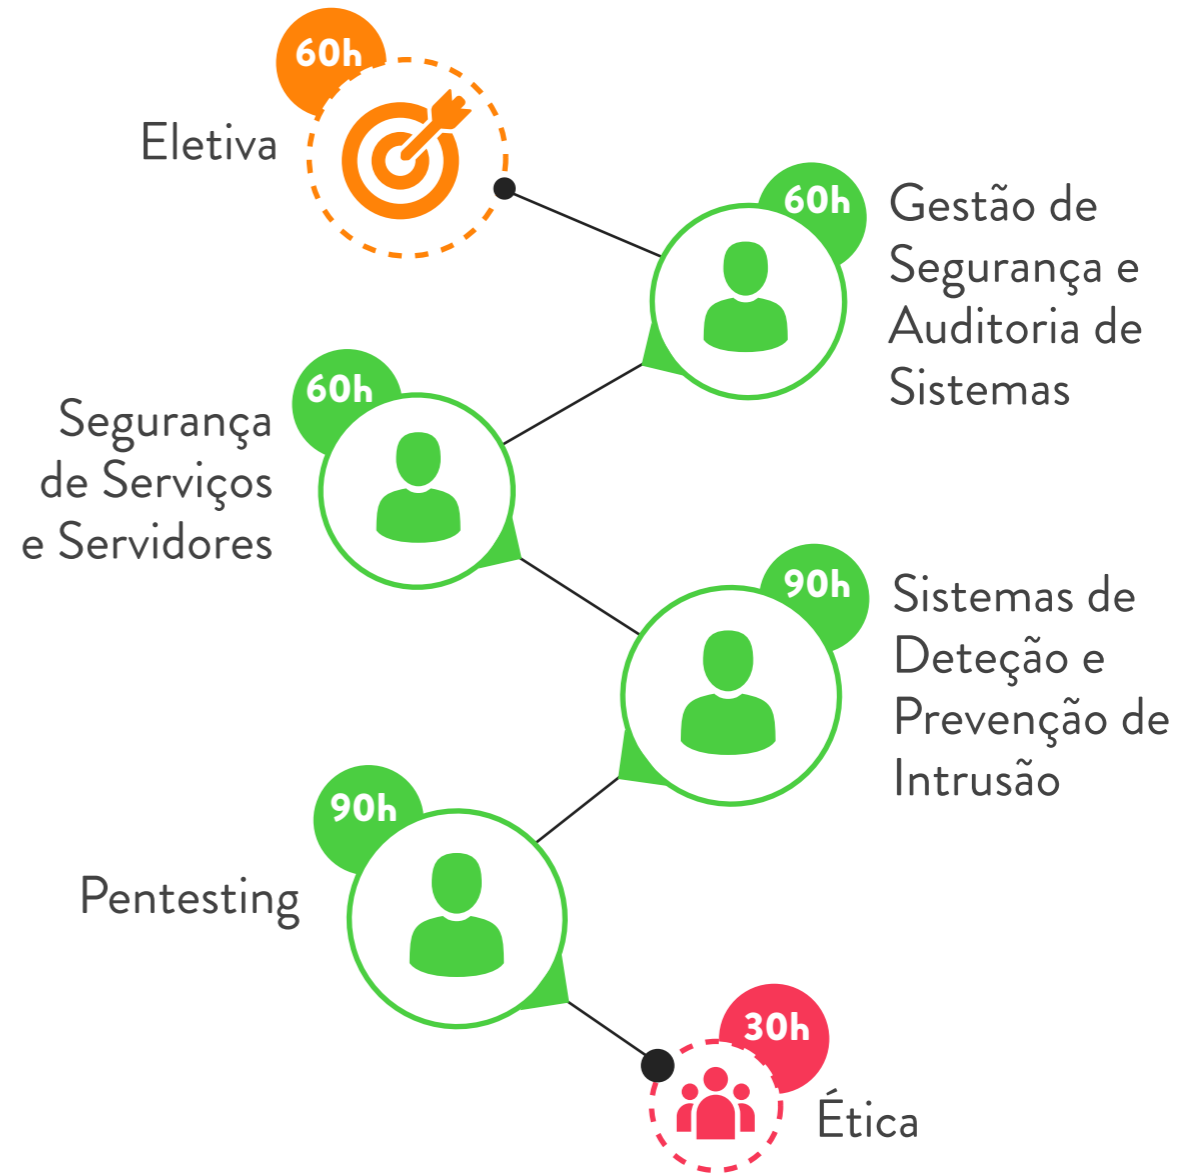 60h
Eletiva
60h
Gestão de
Segurança e
Auditoria de
Sistemas
60h
Segurança
de Serviços
e Servidores
90h
Sistemas de
Deteção e
Prevenção de
Intrusão
90h
Pentesting
30h
Ética